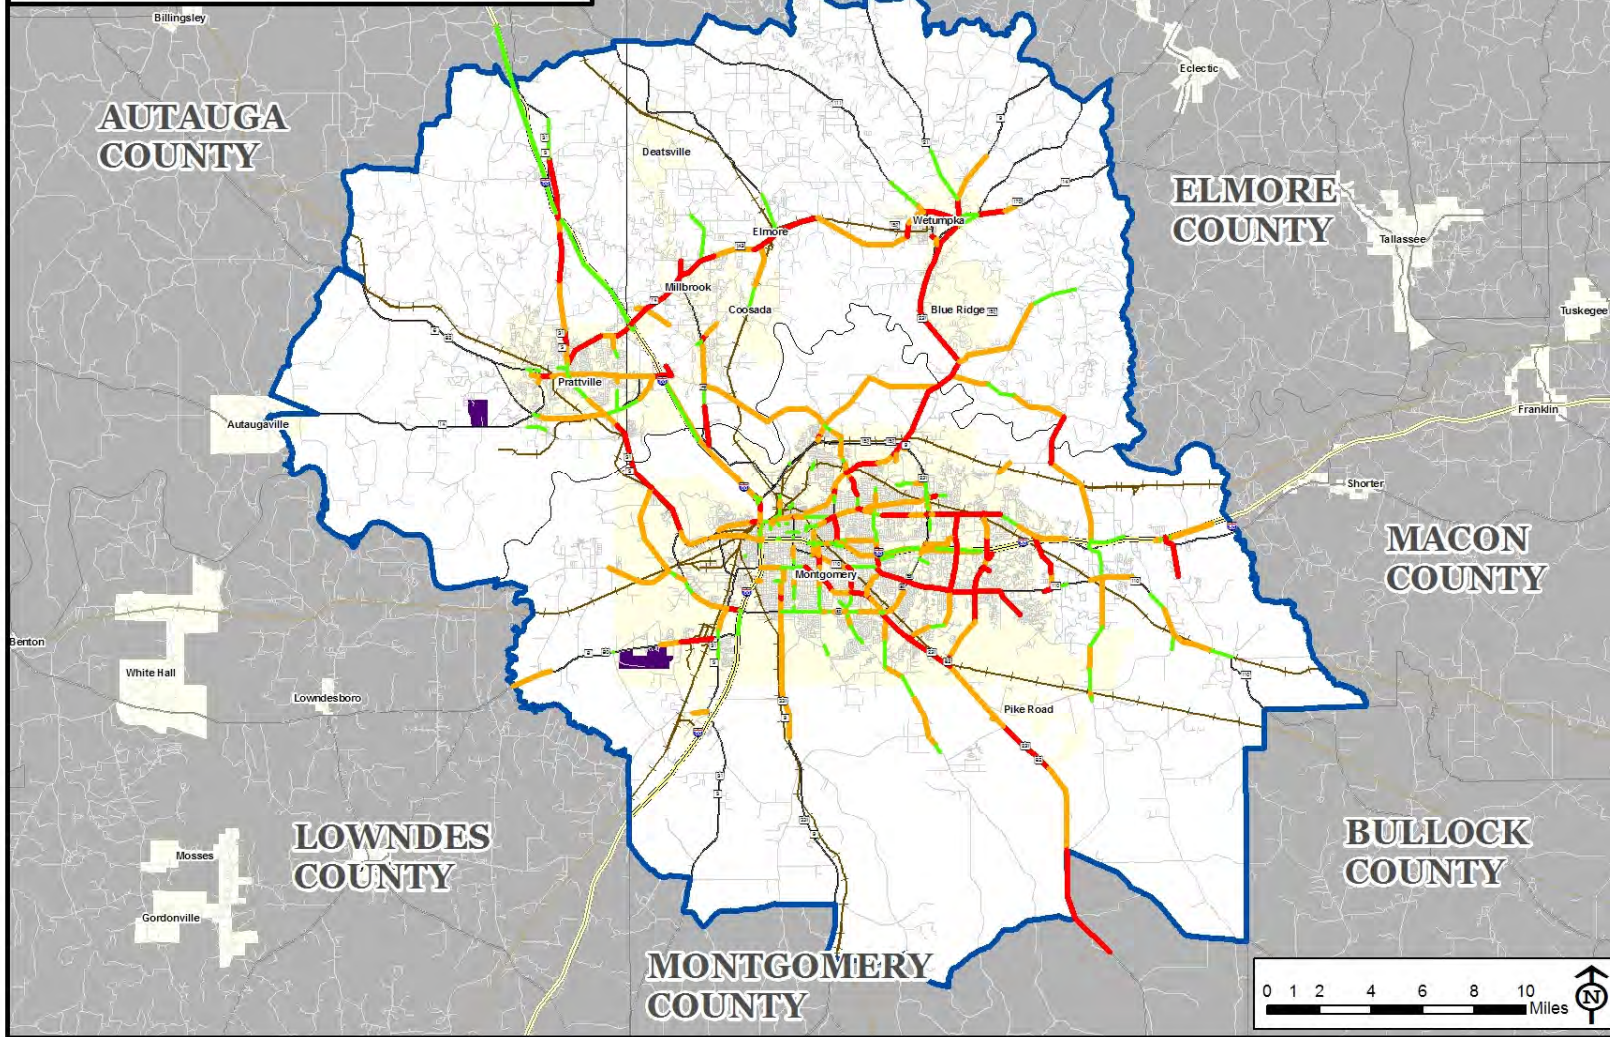 Billingsley
Eclectic
AUTAUGA
COUNTY
Deatsville
ELMORE
COUNTY
Wetumpka
Elmore
Tallassee
Millbrook
Coosada
Blue Ridge
Tuskegee
Prattville
Franklin
Autaugaville
Shorter
MACON
COUNTY
Montgomery
Benton
White Hall
Lowndesboro
Pike Road
LOWNDES
COUNTY
BULLOCK
COUNTY
Mosses
Gordonville
MONTGOMERY
COUNTY
0 1 2 4 6 8 10
Miles
N